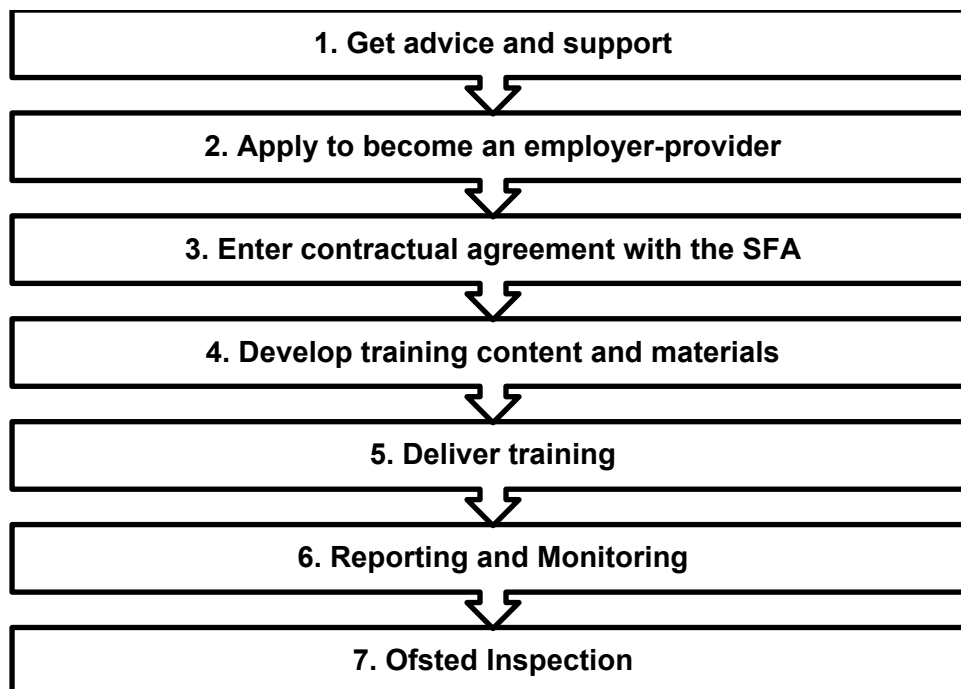 1. Get advice and support
2. Apply to become an employer-provider
3. Enter contractual agreement with the SFA
4. Develop training content and materials
5. Deliver training
6. Reporting and Monitoring
7. Ofsted Inspection